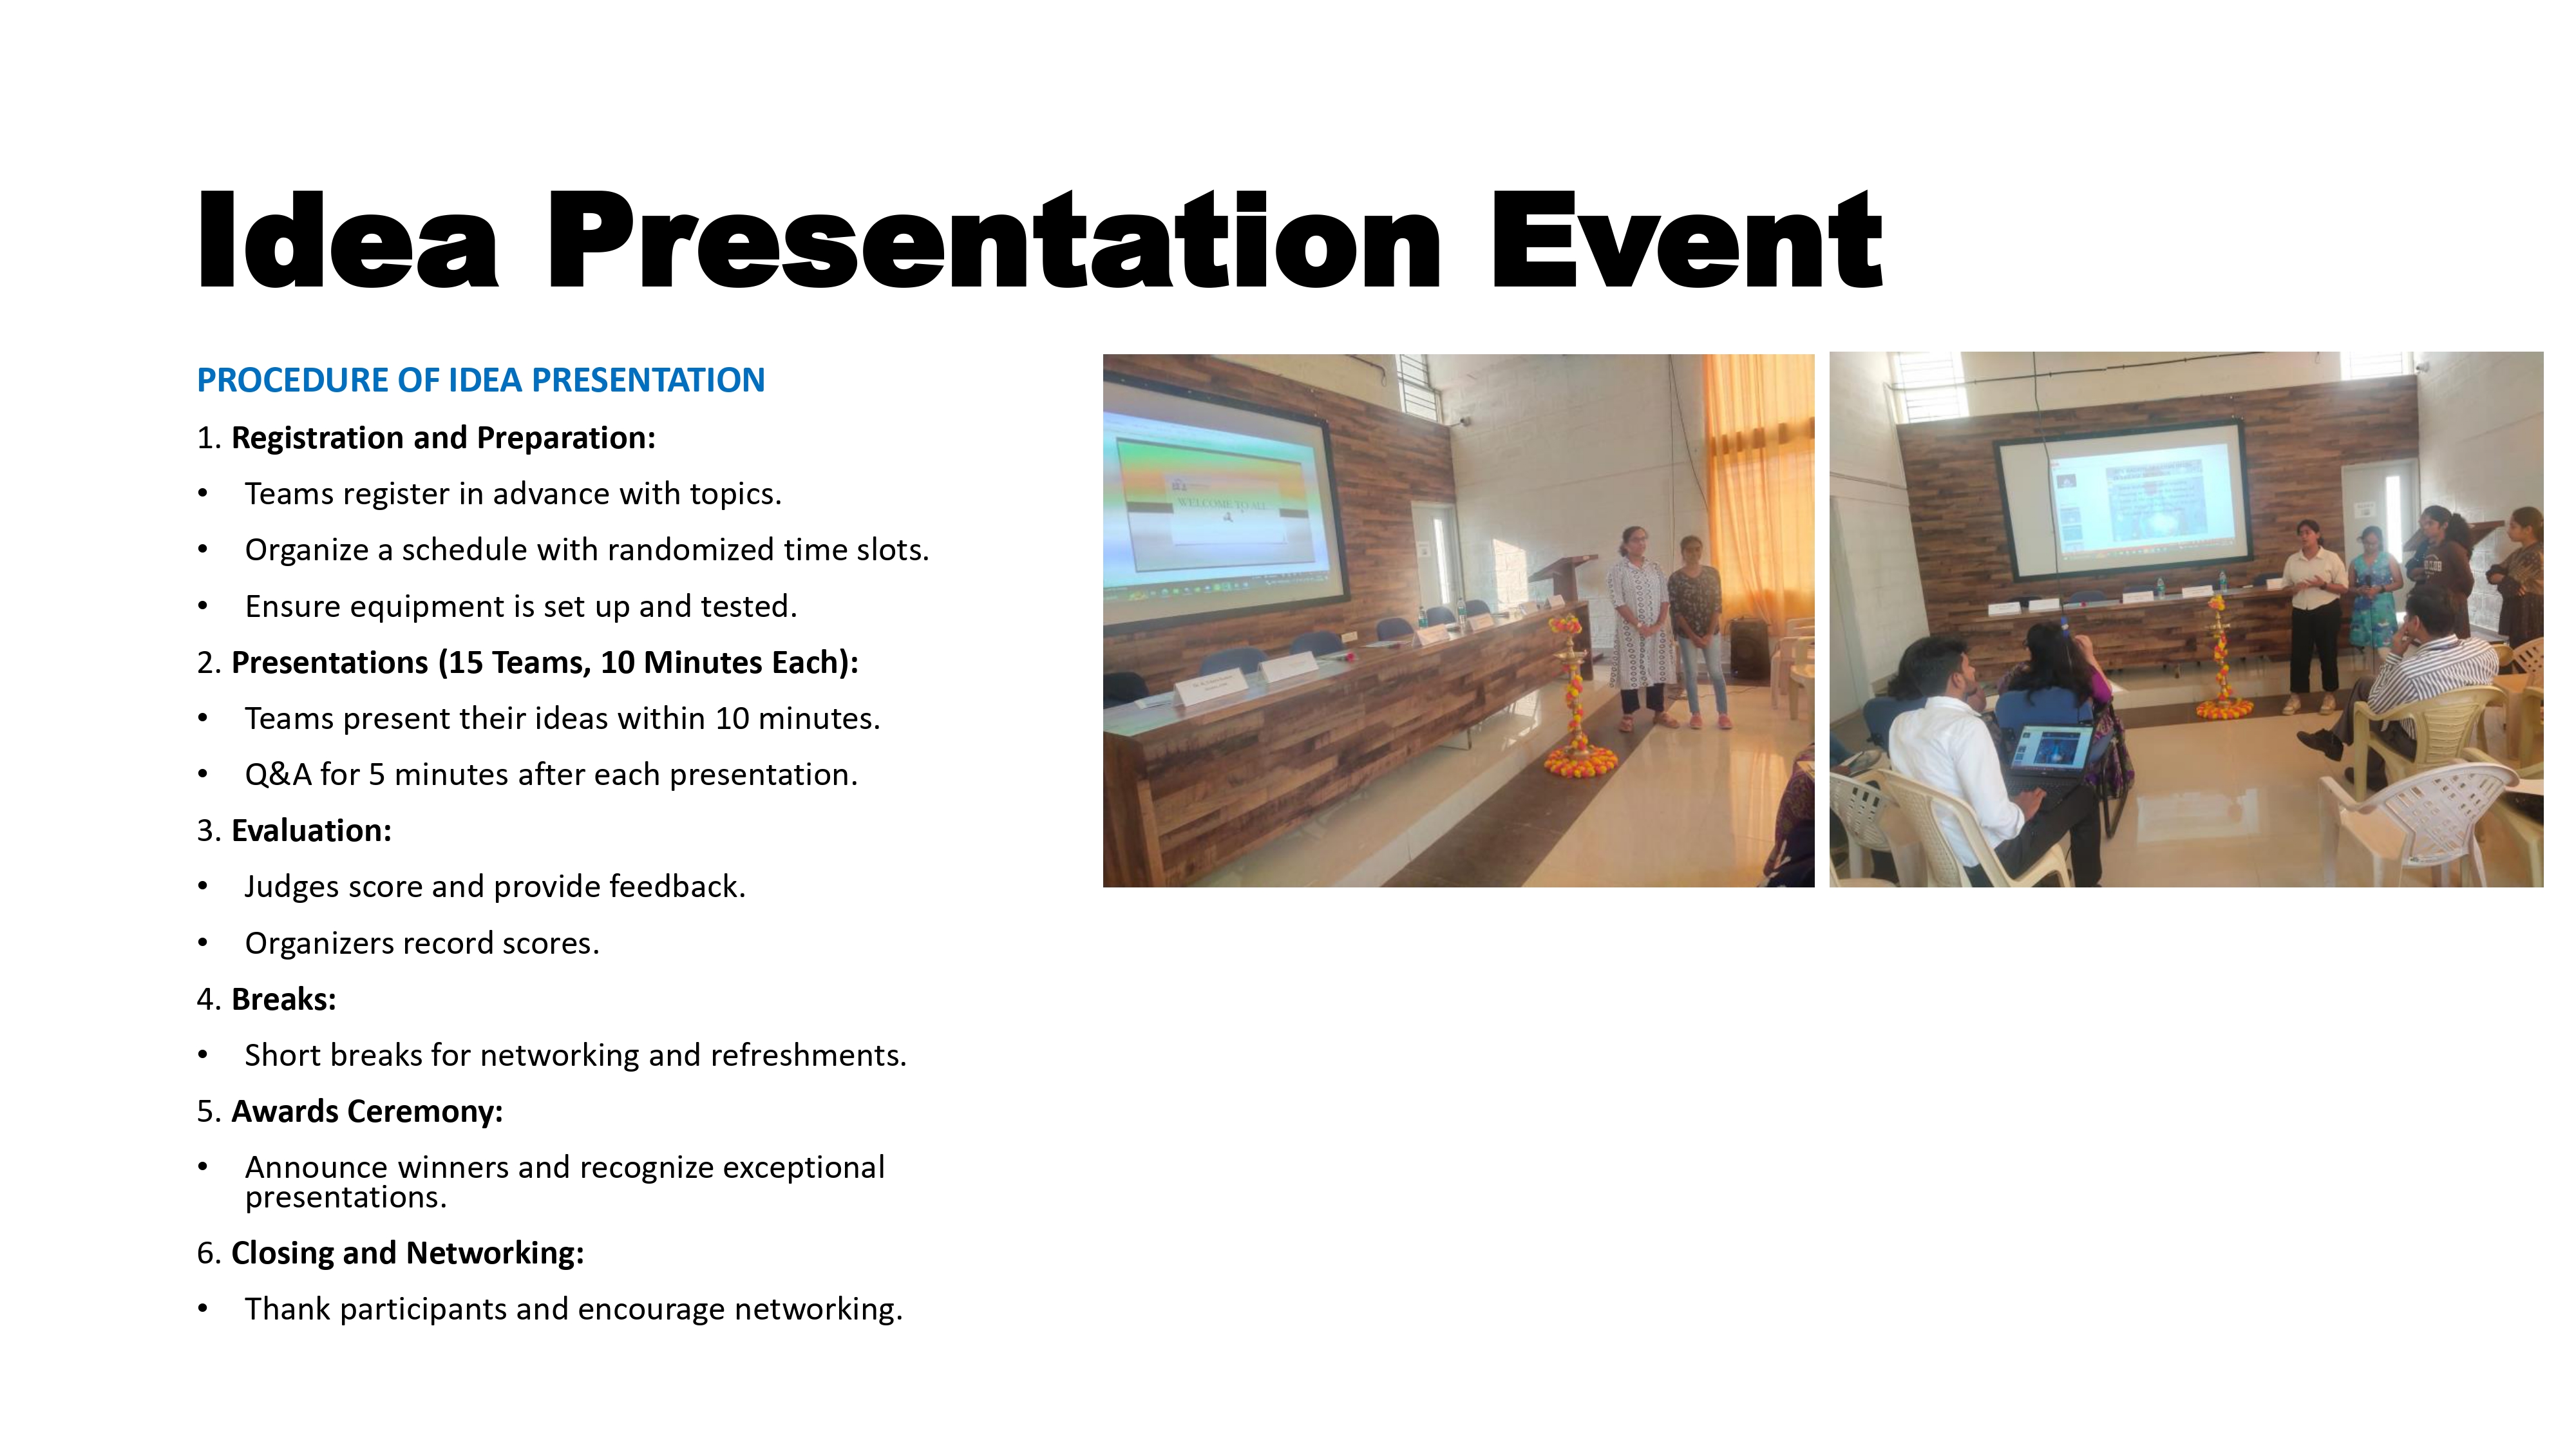 Idea Presentation Event
PROCEDURE OF IDEA PRESENTATION
1. Registration and Preparation:
• Teams register in advance with topics.
• Organize a schedule with randomized time slots.
• Ensure equipment is set up and tested.
2. Presentations (15 Teams, 10 Minutes Each):
• Teams present their ideas within 10 minutes.
• Q&A for 5 minutes after each presentation.
3. Evaluation:
• Judges score and provide feedback.
• Organizers record scores.
4. Breaks:
• Short breaks for networking and refreshments.
5. Awards Ceremony:
• Announce winners and recognize exceptional
presentations.
6. Closing and Networking:
• Thank participants and encourage networking.
WELCOME TO ALL